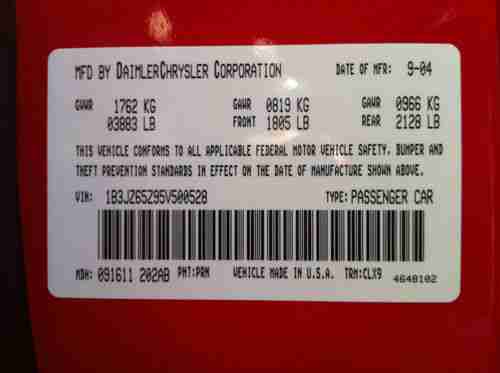 MFD BY DAIMLERCHRYSLER CORPORATION DATE OF MFR: 9-04
GVWR 1762 KG GAWR 0819 KG GAWR 0966 KG
03883 LB FRONT 1805 LB REAR 2128 LB
THIS VEHICLE CONFORMS TO ALL APPLICABLE FEDERAL MOTOR VEHICLE SAFETY, BUMPER AND
THEFT PREVENTION STANDARDS IN EFFECT ON THE DATE OF MANUFACTURE SHOWN ABOVE.
VIN: 1B3JZ65Z95V500528 TYPE: PASSENGER CAR
MDH: 091611 202AB PNT:PRN VEHICLE MADE IN U.S.A. TRM:CLX9 4648102